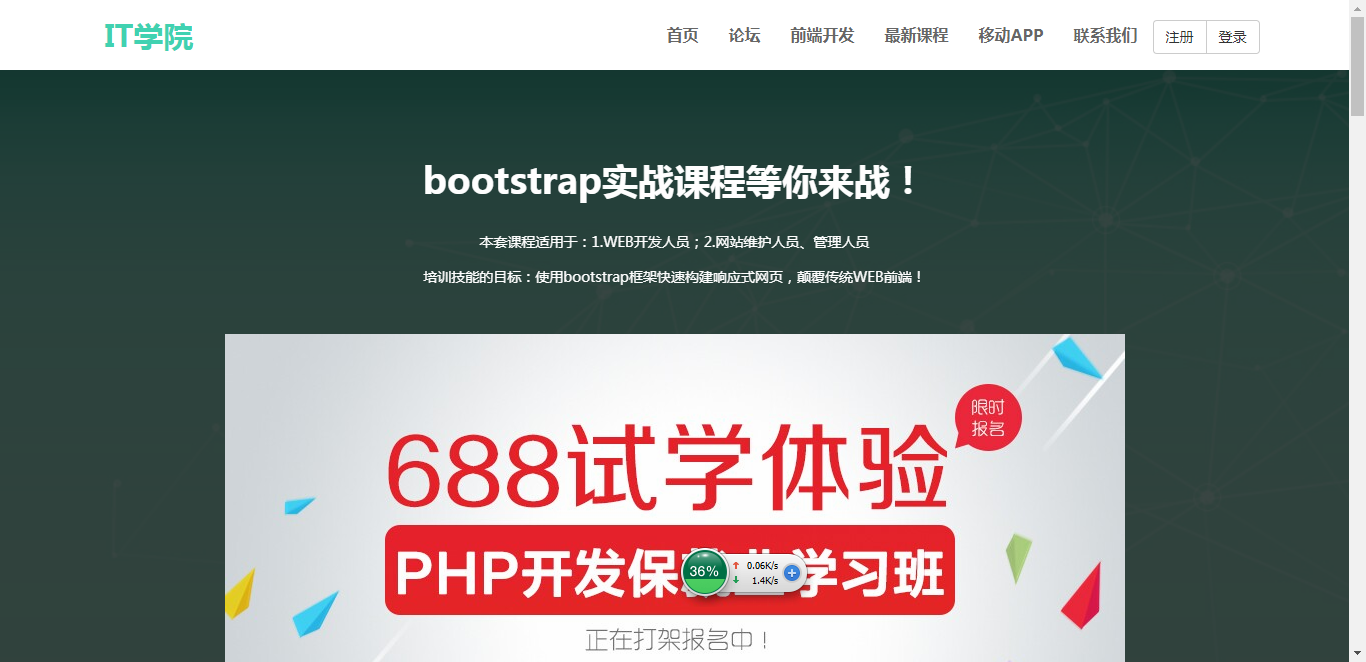 IT学院
首页 论坛 前端开发 最新课程 移动APP 联系我们 注册 登录
bootstrap实战课程等你来战！
本套课程适用于：1.WEB开发人员；2.网站维护人员、管理人员
培训技能的目标：使用bootstrap框架快速构建响应式网页，颠覆传统WEB前端！
限时
报名
688试学体验
PHP开发保 学习班
36%
0.06K/s
1.4K/s
正在打架报名中！